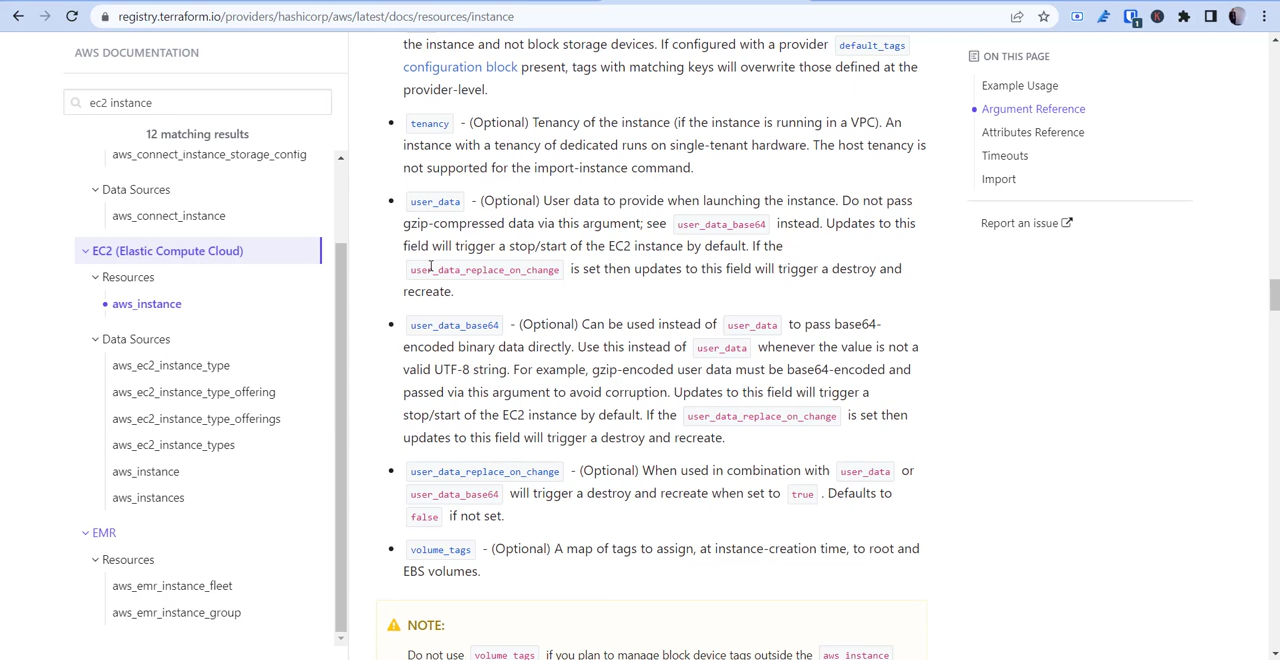 registry.terraform.io/providers/hashicorp/aws/latest/docs/resources/instance
1
AWS DOCUMENTATION
ec2 instance
12 matching results
aws_connect_instance_storage_config
Data Sources
aws_connect_instance
EC2 (Elastic Compute Cloud)
Resources
aws_instance
Data Sources
aws_ec2_instance_type
aws_ec2_instance_type_offering
aws_ec2_instance_type_offerings
aws_ec2_instance_types
aws_instance
aws_instances
EMR
Resources
aws_emr_instance_fleet
aws_emr_instance_group
the instance and not block storage devices. If configured with a provider default_tags
configuration block present, tags with matching keys will overwrite those defined at the
provider-level.
tenancy - (Optional) Tenancy of the instance (if the instance is running in a VPC). An
instance with a tenancy of dedicated runs on single-tenant hardware. The host tenancy is
not supported for the import-instance command.
user_data - (Optional) User data to provide when launching the instance. Do not pass
gzip-compressed data via this argument; see user_data_base64 instead. Updates to this
field will trigger a stop/start of the EC2 instance by default. If the
user_data_replace_on_change is set then updates to this field will trigger a destroy and
recreate.
user_data_base64 - (Optional) Can be used instead of user_data to pass base64-
encoded binary data directly. Use this instead of user_data whenever the value is not a
valid UTF-8 string. For example, gzip-encoded user data must be base64-encoded and
passed via this argument to avoid corruption. Updates to this field will trigger a
stop/start of the EC2 instance by default. If the user_data_replace_on_change is set then
updates to this field will trigger a destroy and recreate.
user_data_replace_on_change - (Optional) When used in combination with user_data or
user_data_base64 will trigger a destroy and recreate when set to true . Defaults to
false if not set.
volume_tags - (Optional) A map of tags to assign, at instance-creation time, to root and
EBS volumes.
NOTE:
Do not use volume_tags if you plan to manage block device tags outside the aws_instance
ON THIS PAGE
Example Usage
Argument Reference
Attributes Reference
Timeouts
Import
Report an issue